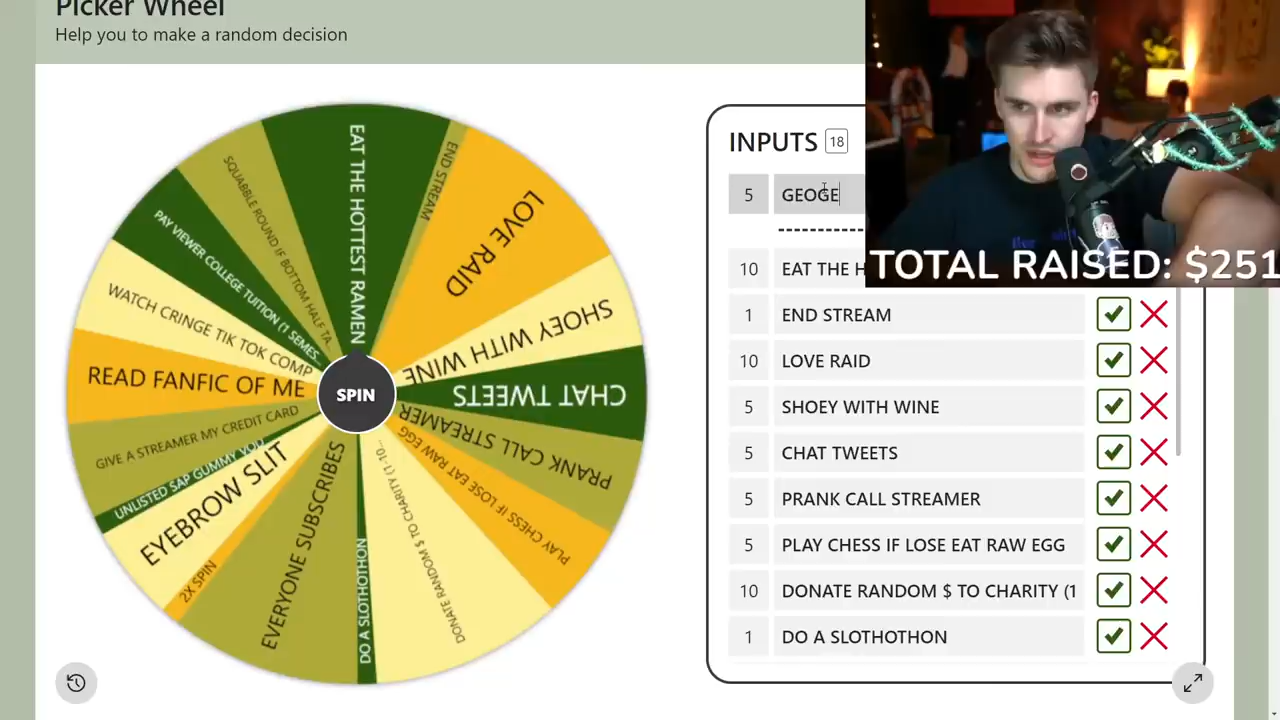 Picker Wheel
Help you to make a random decision
EAT THE HOTTEST RAMEN
END STREAM
LOVE RAID
SHOEY WITH WINE
CHAT TWEETS
PRANK CALL STREAMER
PLAY CHESS IF LOSE EAT RAW EGG
DONATE RANDOM $ TO CHARITY (1-10...
DO A SLOTHOTHON
EVERYONE SUBSCRIBES
2X SPIN
EYEBROW SLIT
UNLISTED SAP GUMMY VOD
GIVE A STREAMER MY CREDIT CARD
READ FANFIC OF ME
WATCH CRINGE TIK TOK COMP
PAY VIEWER COLLEGE TUITION (1 SEMES...
SQUABBLE ROUND IF BOTTOM HALF TA...
SPIN
INPUTS 18
5 GEOGE
10 EAT THE H
1 END STREAM
10 LOVE RAID
5 SHOEY WITH WINE
5 CHAT TWEETS
5 PRANK CALL STREAMER
5 PLAY CHESS IF LOSE EAT RAW EGG
10 DONATE RANDOM $ TO CHARITY (1
1 DO A SLOTHOTHON
TOTAL RAISED: $251